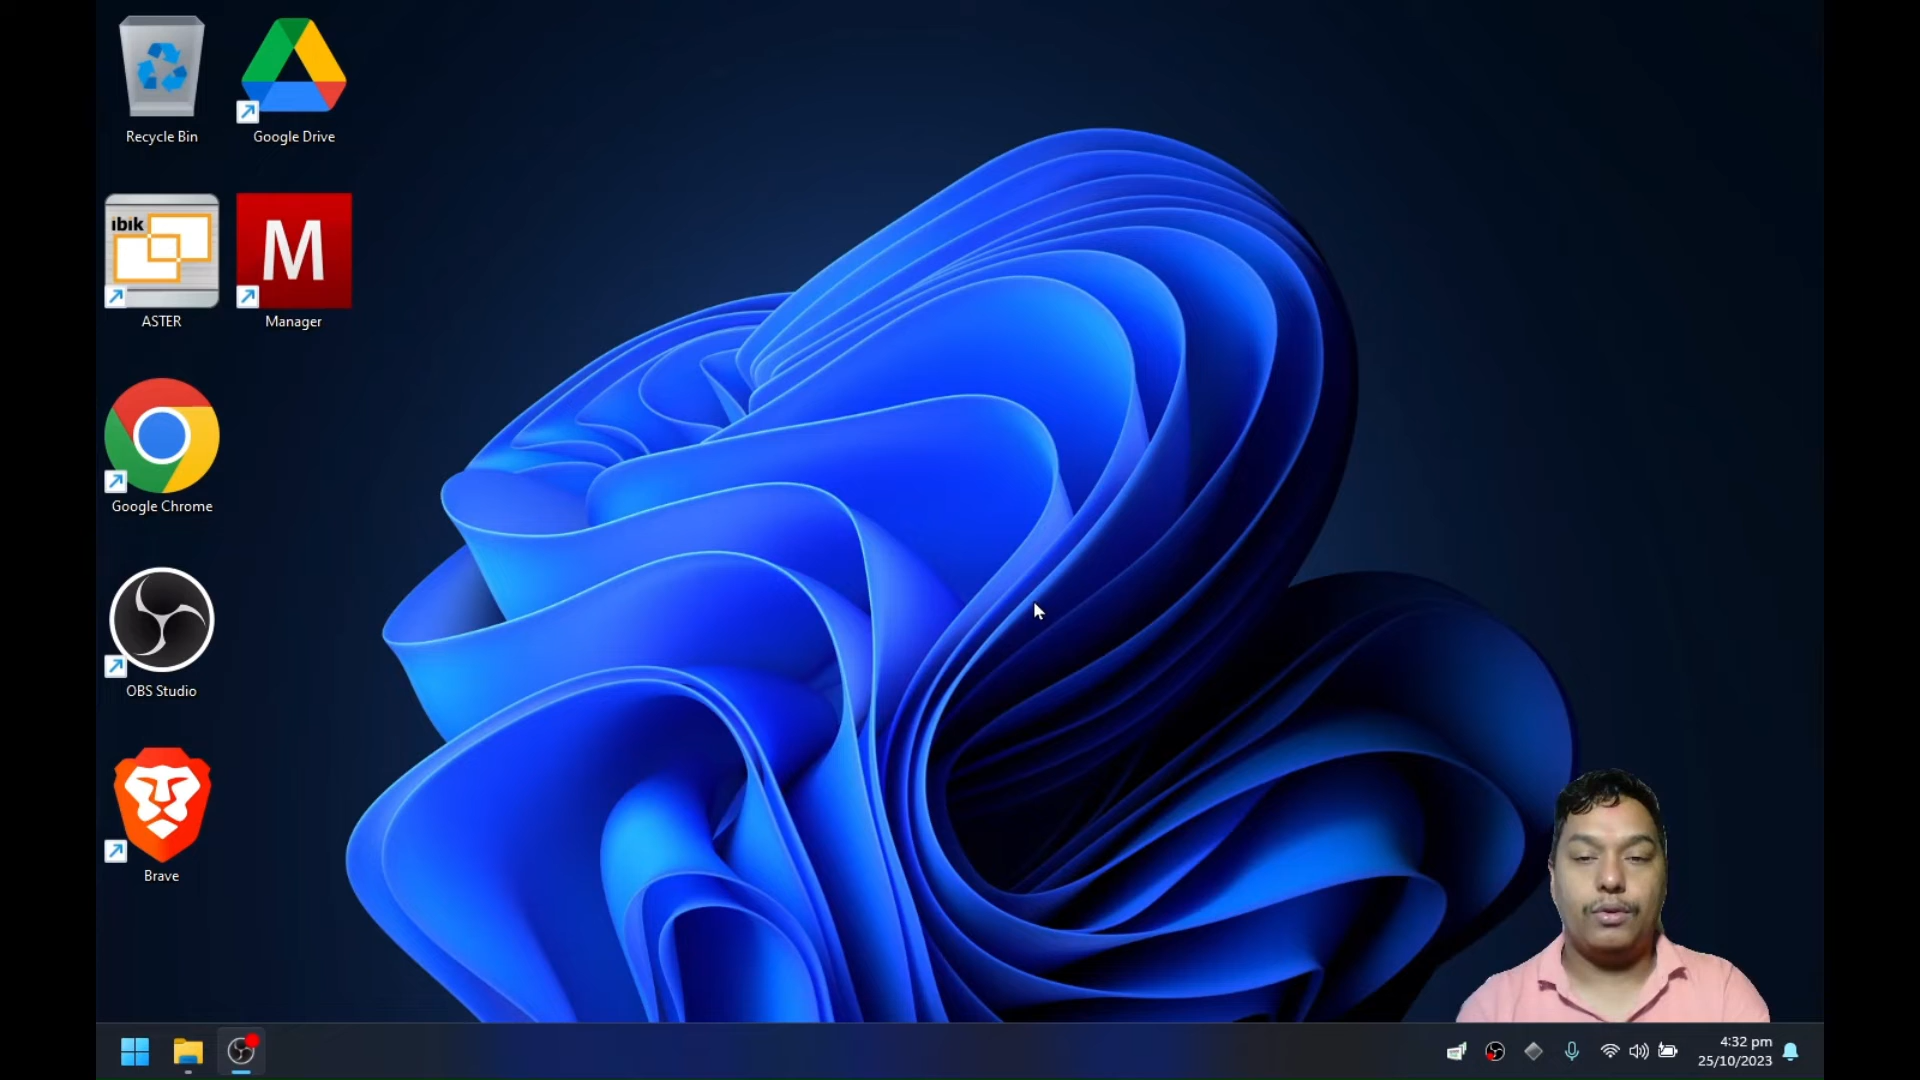 Recycle Bin
Google Drive
ibik
ASTER
M
Manager
Google Chrome
OBS Studio
Brave
4:32 pm
25/10/2023